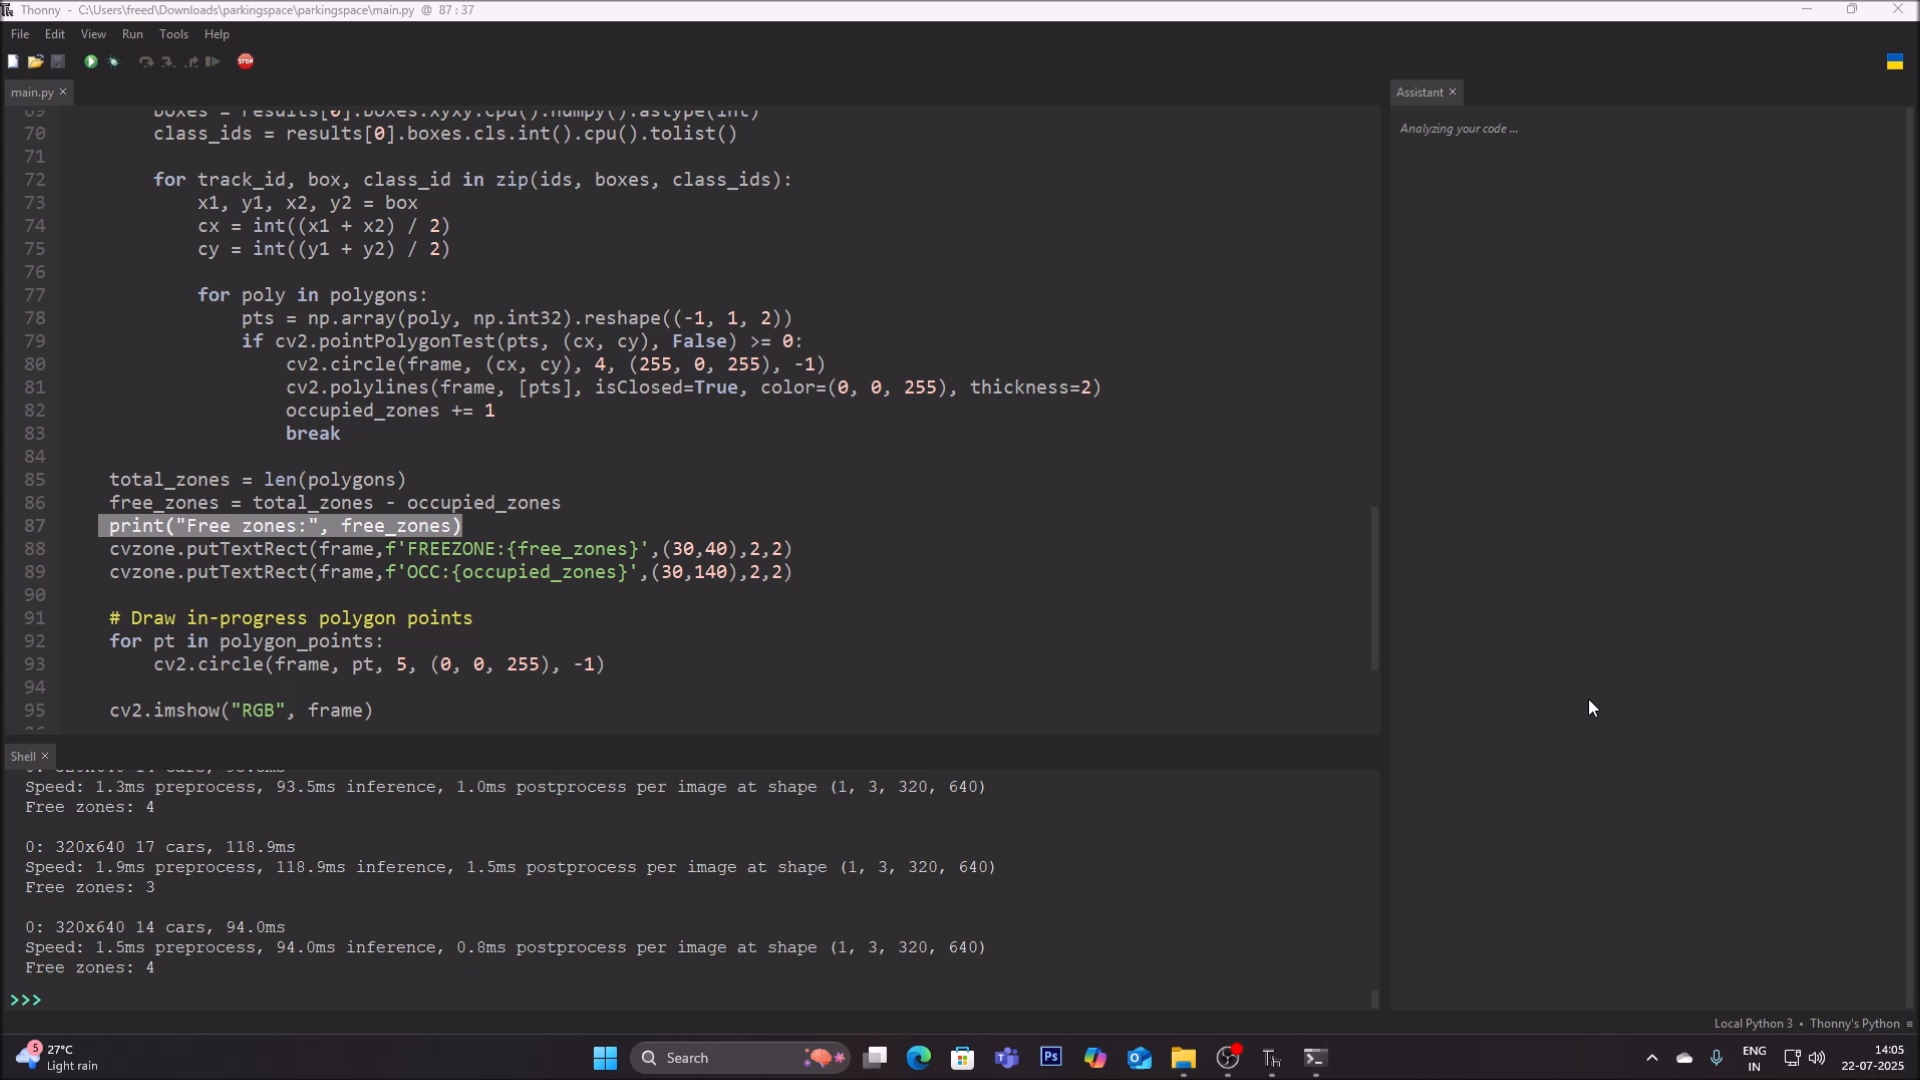 Thonny - C:\Users\freed\Downloads\parkingspace\parkingspace\main.py @ 87 : 37
File Edit View Run Tools Help
STOP
main.py ×
69 boxes = results[0].boxes.xyxy.cpu().numpy().astype(int)
70 class_ids = results[0].boxes.cls.int().cpu().tolist()
71
72 for track_id, box, class_id in zip(ids, boxes, class_ids):
73 x1, y1, x2, y2 = box
74 cx = int((x1 + x2) / 2)
75 cy = int((y1 + y2) / 2)
76
77 for poly in polygons:
78 pts = np.array(poly, np.int32).reshape((-1, 1, 2))
79 if cv2.pointPolygonTest(pts, (cx, cy), False) >= 0:
80 cv2.circle(frame, (cx, cy), 4, (255, 0, 255), -1)
81 cv2.polylines(frame, [pts], isClosed=True, color=(0, 0, 255), thickness=2)
82 occupied_zones += 1
83 break
84
85 total_zones = len(polygons)
86 free_zones = total_zones - occupied_zones
87 print("Free zones:", free_zones)
88 cvzone.putTextRect(frame,f'FREEZONE:{free_zones}',(30,40),2,2)
89 cvzone.putTextRect(frame,f'OCC:{occupied_zones}',(30,140),2,2)
90
91 # Draw in-progress polygon points
92 for pt in polygon_points:
93 cv2.circle(frame, pt, 5, (0, 0, 255), -1)
94
95 cv2.imshow("RGB", frame)
Assistant ×
Analyzing your code ...
Shell ×
Speed: 1.3ms preprocess, 93.5ms inference, 1.0ms postprocess per image at shape (1, 3, 320, 640)
Free zones: 4
0: 320x640 17 cars, 118.9ms
Speed: 1.9ms preprocess, 118.9ms inference, 1.5ms postprocess per image at shape (1, 3, 320, 640)
Free zones: 3
0: 320x640 14 cars, 94.0ms
Speed: 1.5ms preprocess, 94.0ms inference, 0.8ms postprocess per image at shape (1, 3, 320, 640)
Free zones: 4
>>>
Local Python 3 • Thonny's Python ≡
5
27°C
Light rain
Search
Ps
ENG
IN
14:05
22-07-2025